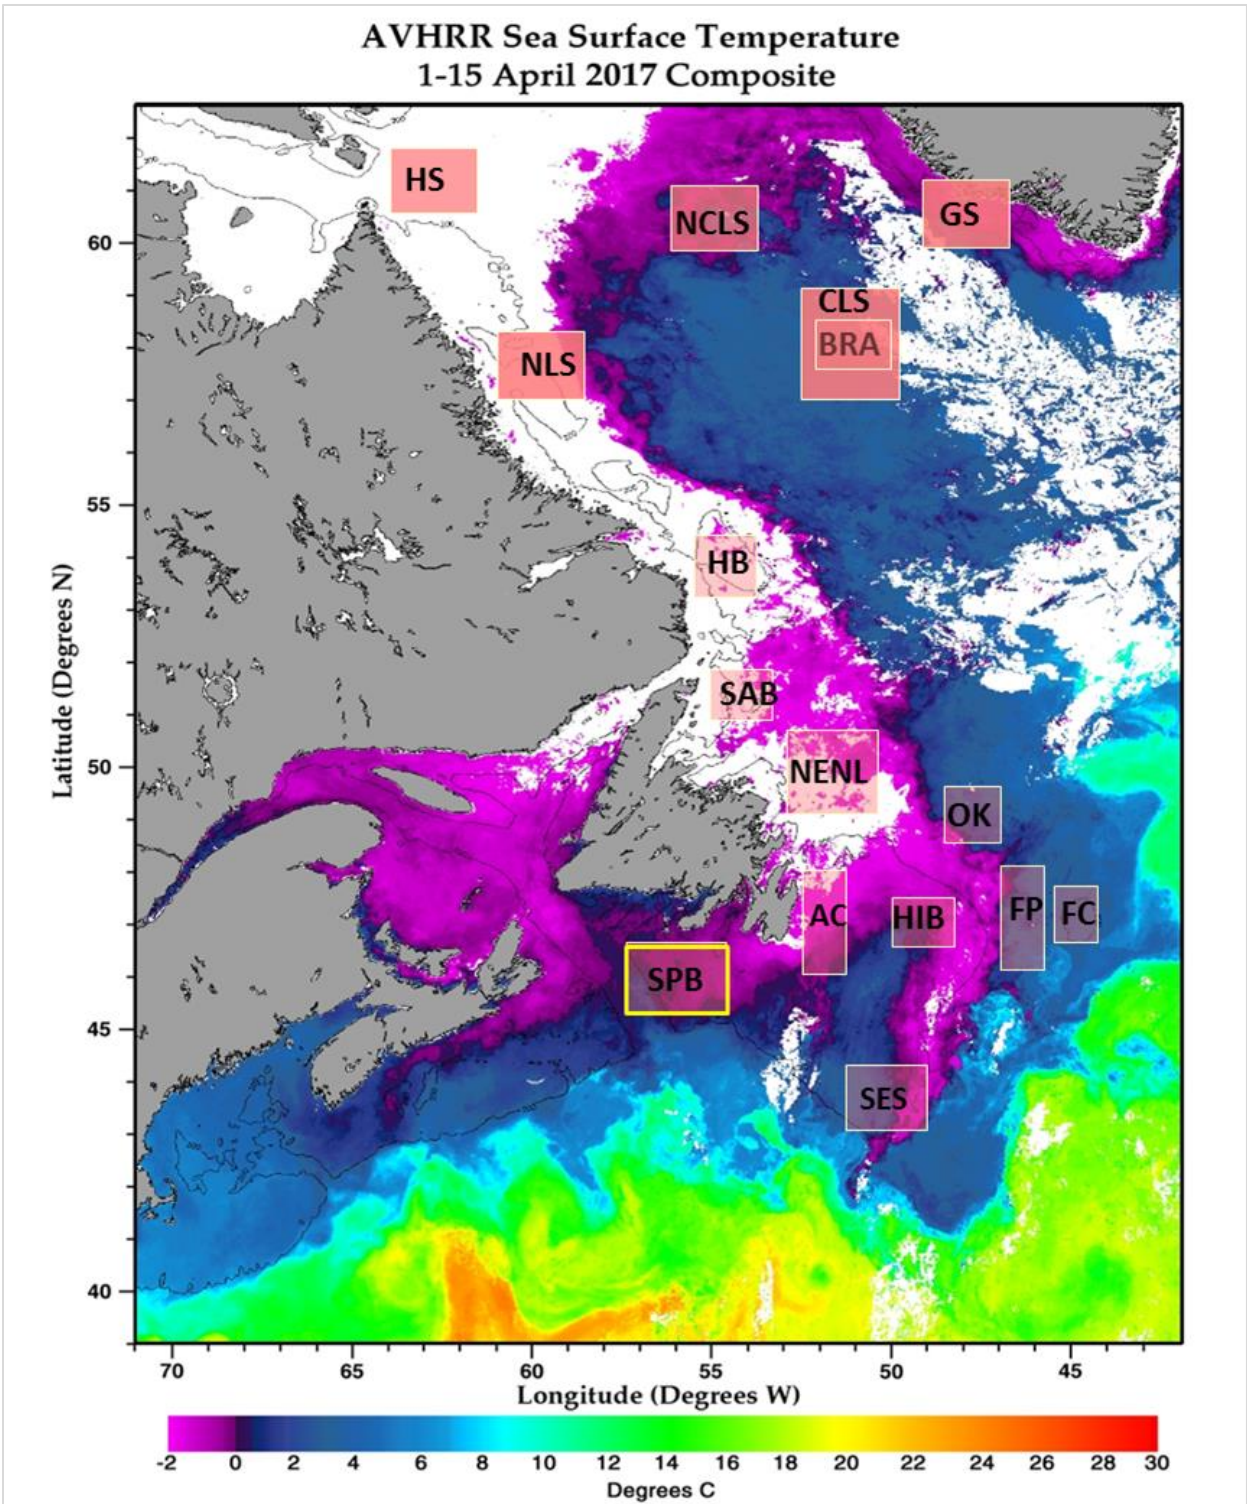 AVHRR Sea Surface Temperature
1-15 April 2017 Composite
HS
NCLS
GS
60
CLS
BRA
NLS
55
HB
SAB
50
NENL
OK
AC
HIB
FP
FC
SPB
45
SES
40
Latitude (Degrees N)
70 65 60 55 50 45
Longitude (Degrees W)
-2 0 2 4 6 8 10 12 14 16 18 20 22 24 26 28 30
Degrees C